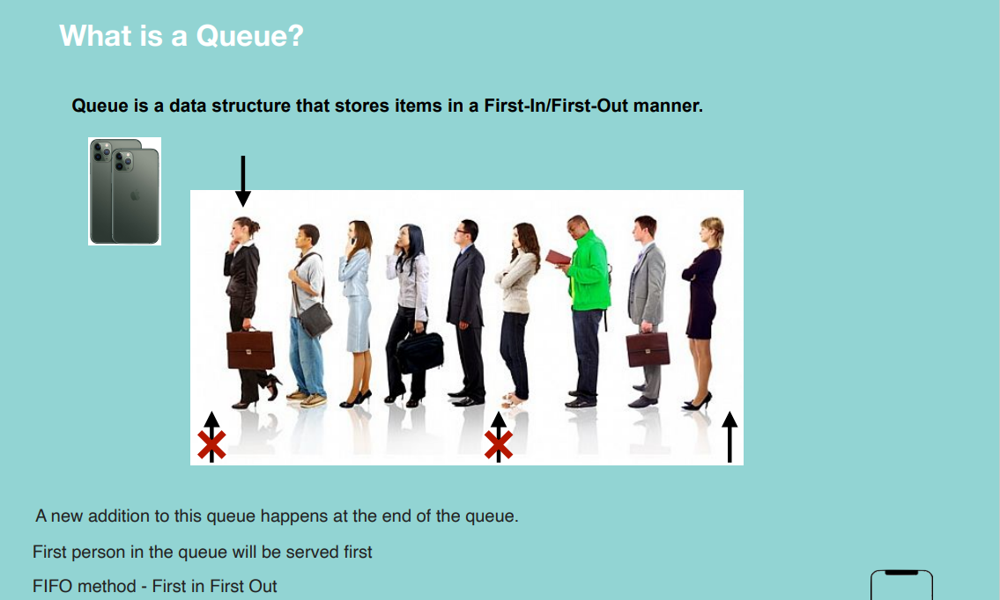 What is a Queue?
Queue is a data structure that stores items in a First-In/First-Out manner.
A new addition to this queue happens at the end of the queue.
First person in the queue will be served first
FIFO method - First in First Out